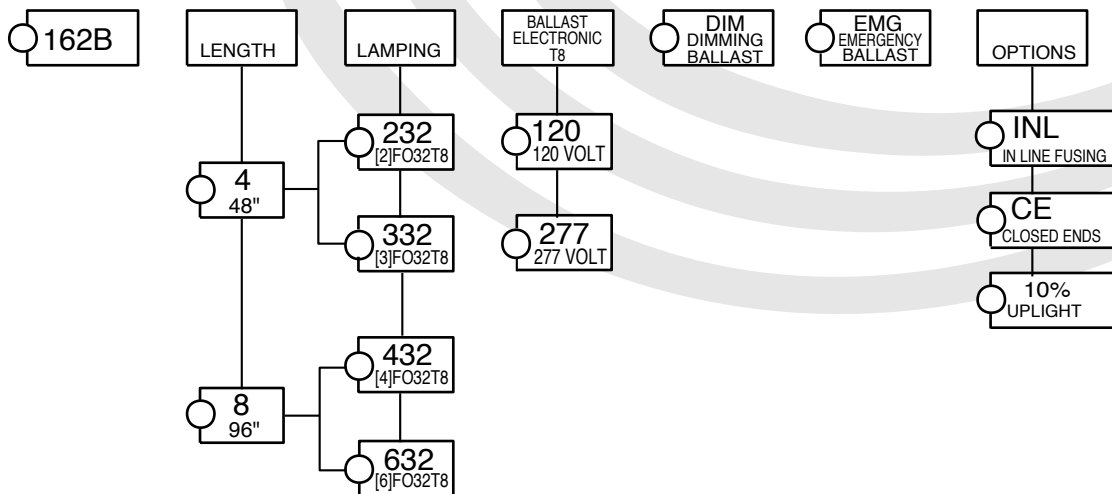 162B
LENGTH
LAMPING
BALLAST
ELECTRONIC
T8
DIM
DIMMING
BALLAST
EMG
EMERGENCY
BALLAST
OPTIONS
4
48"
8
96"
232
[2]FO32T8
332
[3]FO32T8
432
[4]FO32T8
632
[6]FO32T8
120
120 VOLT
277
277 VOLT
INL
IN LINE FUSING
CE
CLOSED ENDS
10%
UPLIGHT